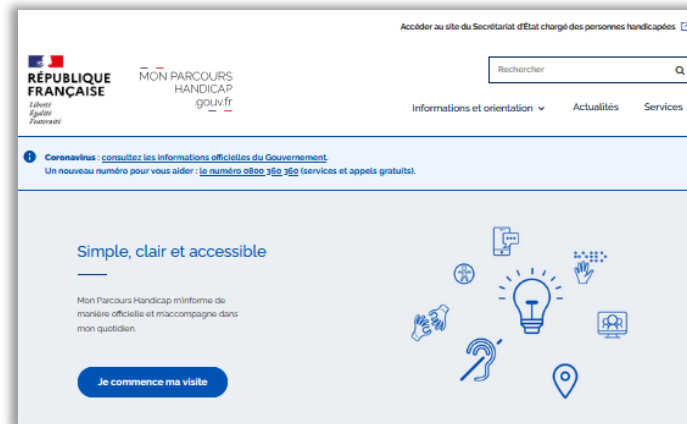 Accéder au site du Secrétariat d'État chargé des personnes handicapées
RÉPUBLIQUE
FRANÇAISE
Liberté
Égalité
Fraternité
MON PARCOURS
HANDICAP
gouv.fr
Rechercher
Informations et orientation
Actualités
Services
Coronavirus : consultez les informations officielles du Gouvernement.
Un nouveau numéro pour vous aider : le numéro 0800 360 360 (services et appels gratuits).
Simple, clair et accessible
Mon Parcours Handicap m'informe de
manière officielle et m'accompagne dans
mon quotidien.
Je commence ma visite